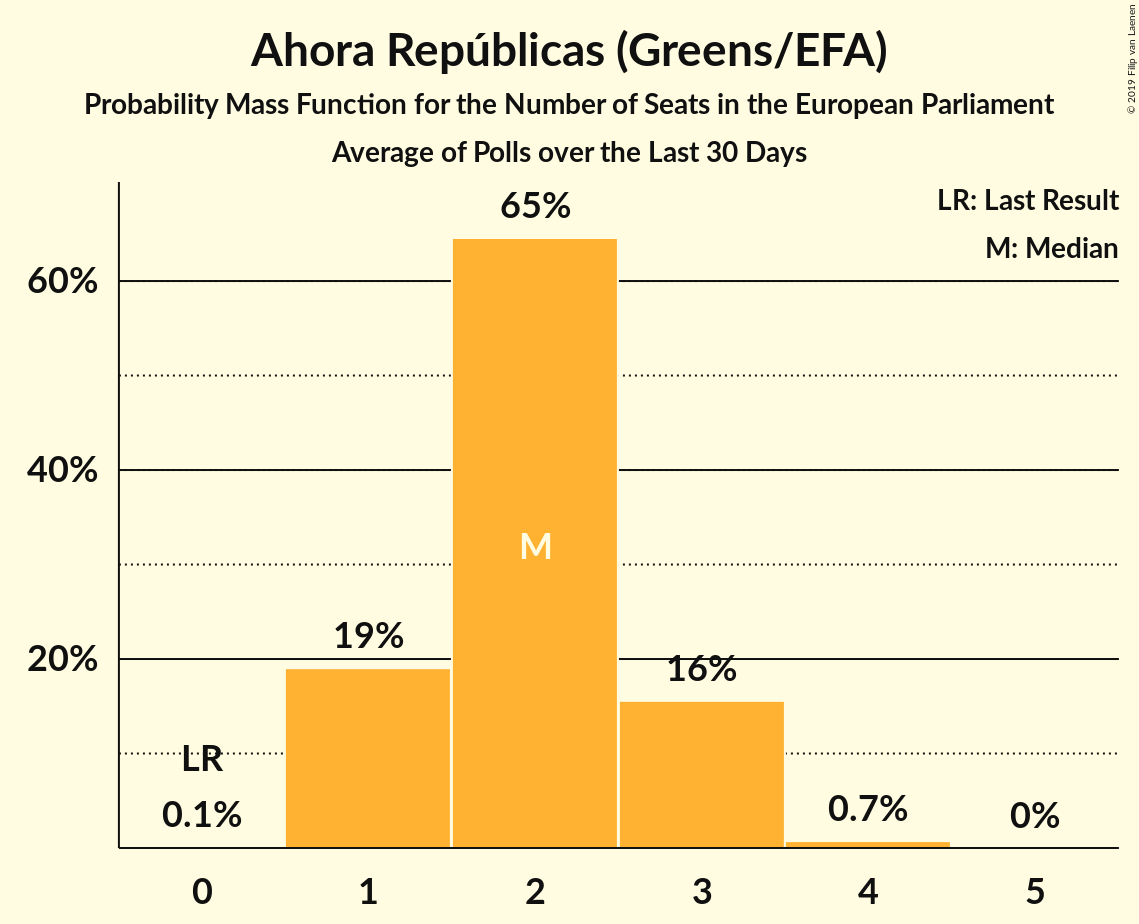 Ahora Repúblicas (Greens/EFA)
Probability Mass Function for the Number of Seats in the European Parliament
Average of Polls over the Last 30 Days
© 2019 Filip van Laenen
LR: Last Result
M: Median
65%
60%
40%
M
19%
20%
16%
LR
0.1%
0.7%
0%
0 1 2 3 4 5